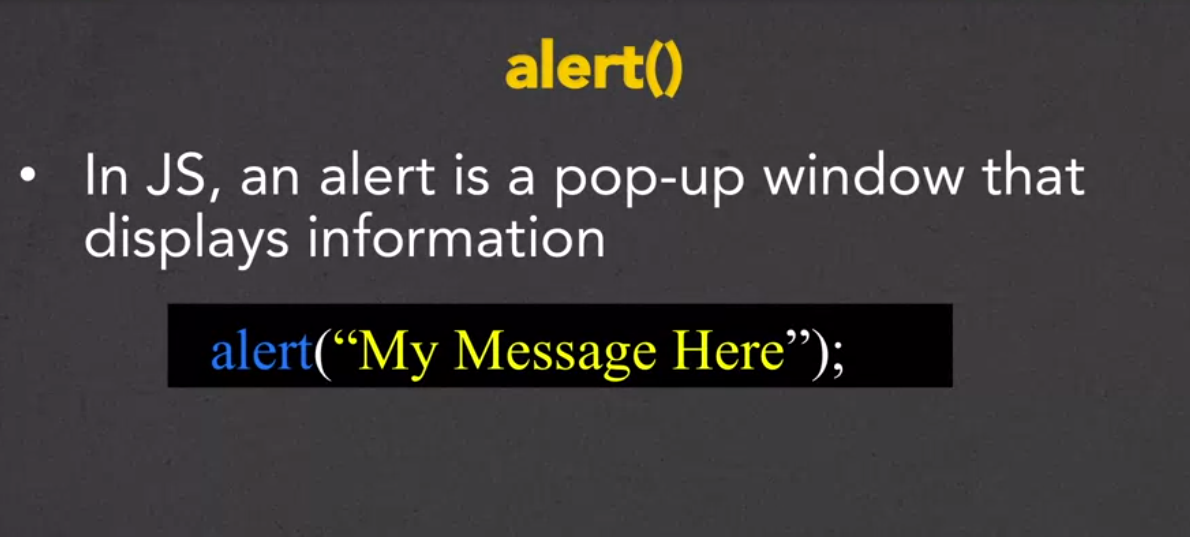 alert()
• In JS, an alert is a pop-up window that
displays information
alert(“My Message Here”);